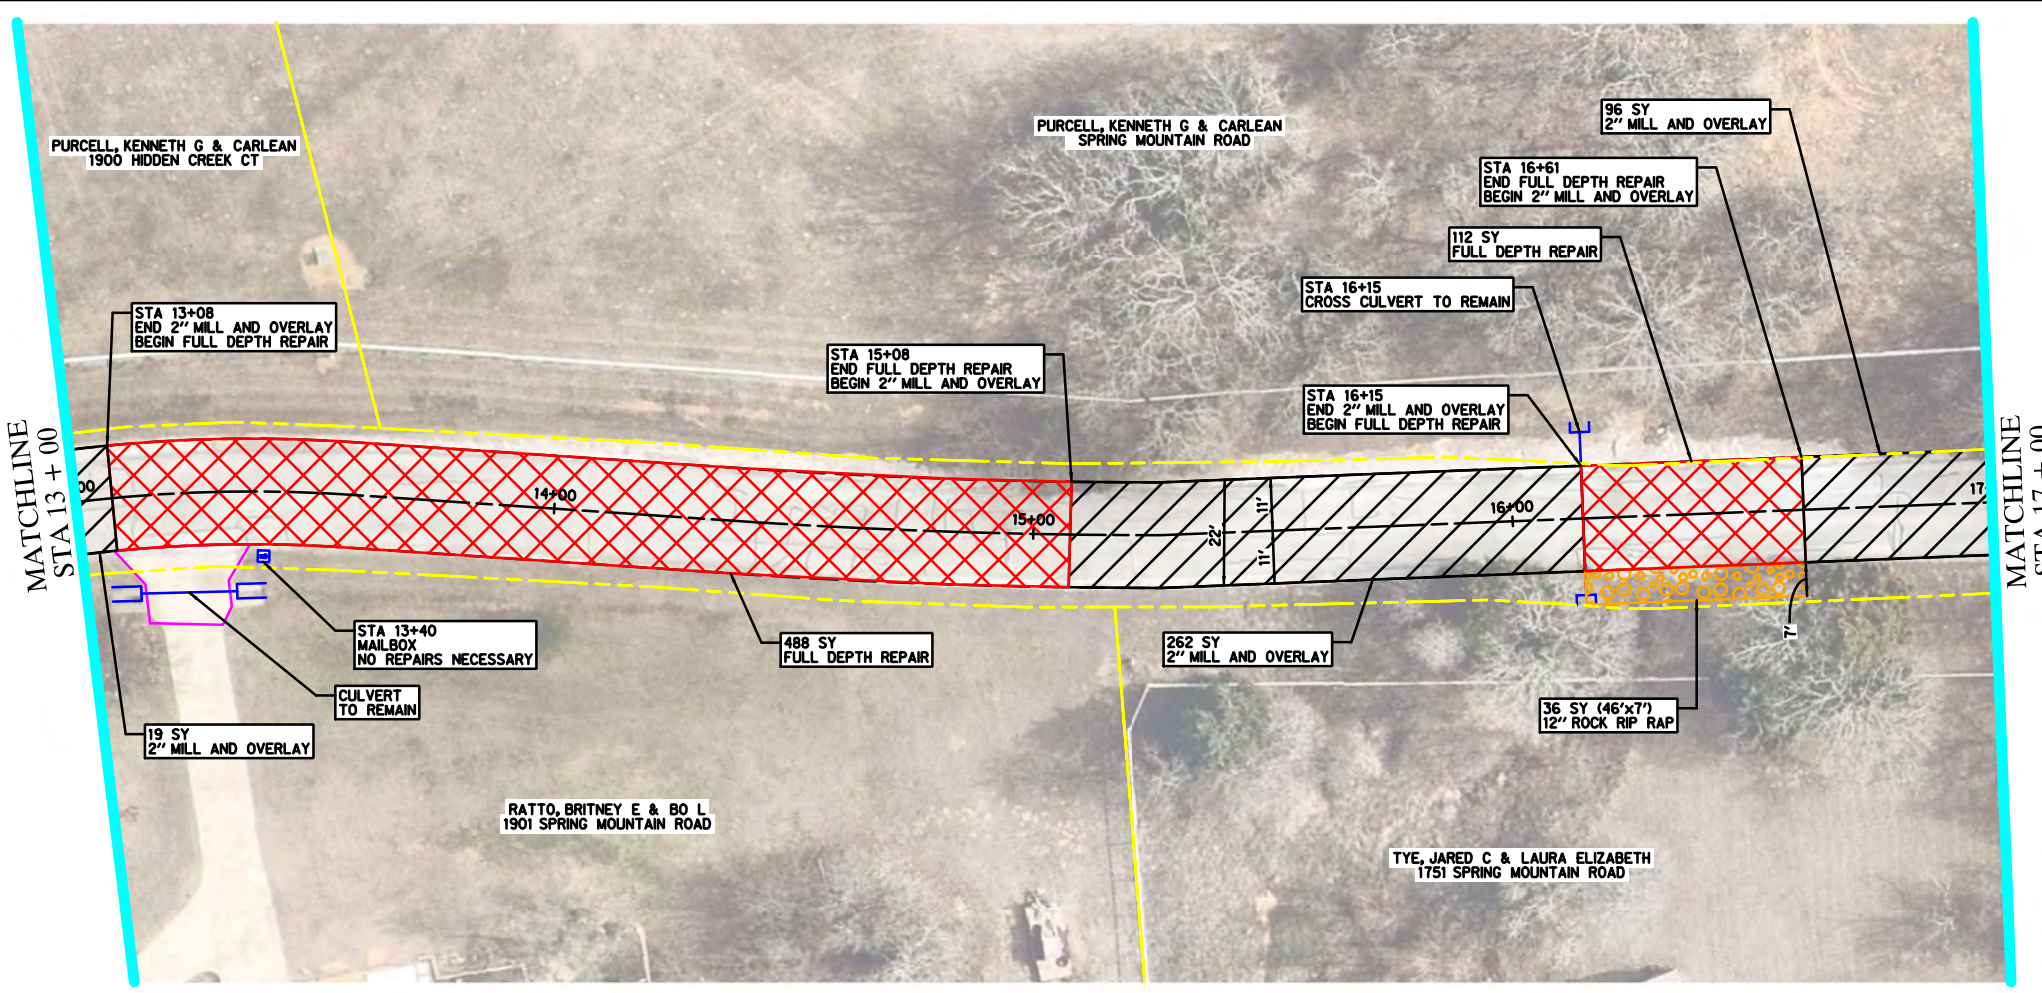 PURCELL, KENNETH G & CARLEAN
1900 HIDDEN CREEK CT
PURCELL, KENNETH G & CARLEAN
SPRING MOUNTAIN ROAD
96 SY
2" MILL AND OVERLAY
STA 16+61
END FULL DEPTH REPAIR
BEGIN 2" MILL AND OVERLAY
112 SY
FULL DEPTH REPAIR
STA 16+15
CROSS CULVERT TO REMAIN
STA 13+08
END 2" MILL AND OVERLAY
BEGIN FULL DEPTH REPAIR
STA 15+08
END FULL DEPTH REPAIR
BEGIN 2" MILL AND OVERLAY
STA 16+15
END 2" MILL AND OVERLAY
BEGIN FULL DEPTH REPAIR
MATCHLINE
STA 13 + 00
00
14+00
15+00
22'
11'
11'
16+00
17
MATCHLINE
STA 17 + 00
STA 13+40
MAILBOX
NO REPAIRS NECESSARY
488 SY
FULL DEPTH REPAIR
262 SY
2" MILL AND OVERLAY
7'
CULVERT
TO REMAIN
36 SY (46'x7')
12" ROCK RIP RAP
19 SY
2" MILL AND OVERLAY
RATTO, BRITNEY E & BO L
1901 SPRING MOUNTAIN ROAD
TYE, JARED C & LAURA ELIZABETH
1751 SPRING MOUNTAIN ROAD